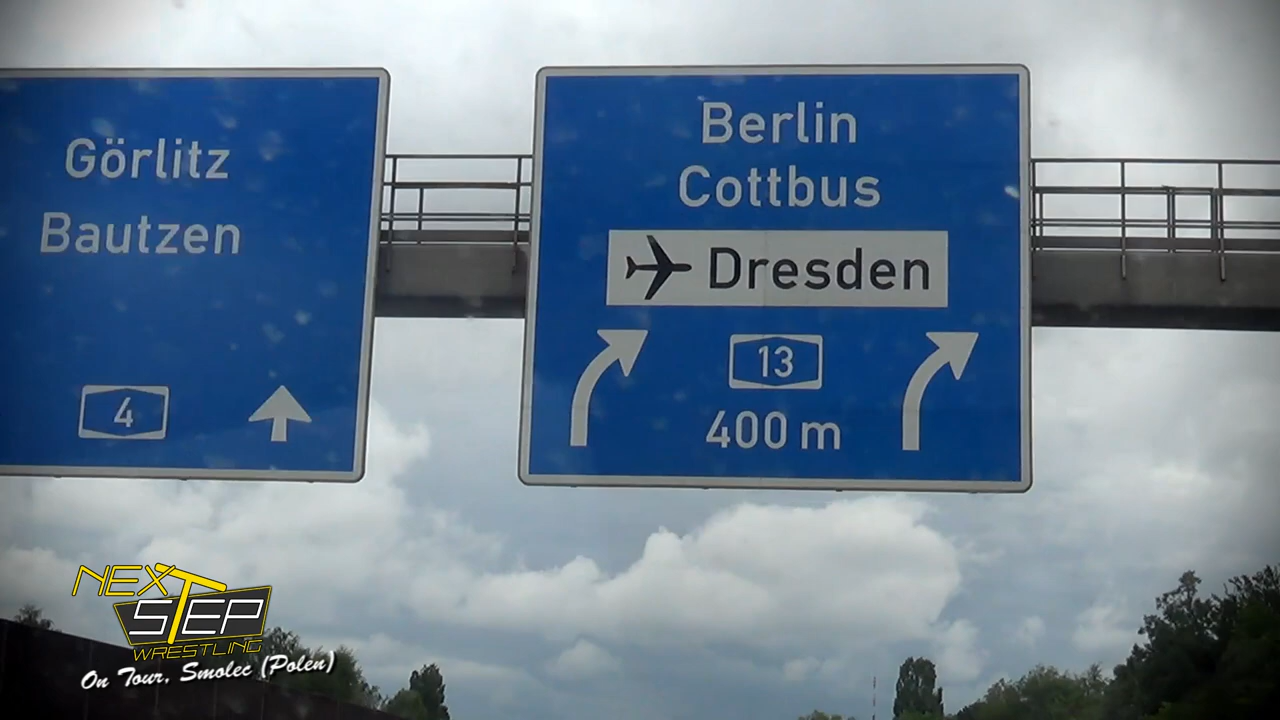 Görlitz
Bautzen
4
Berlin
Cottbus
Dresden
13
400 m
NEXT
STEP
WRESTLING
On Tour, Smolec (Polen)